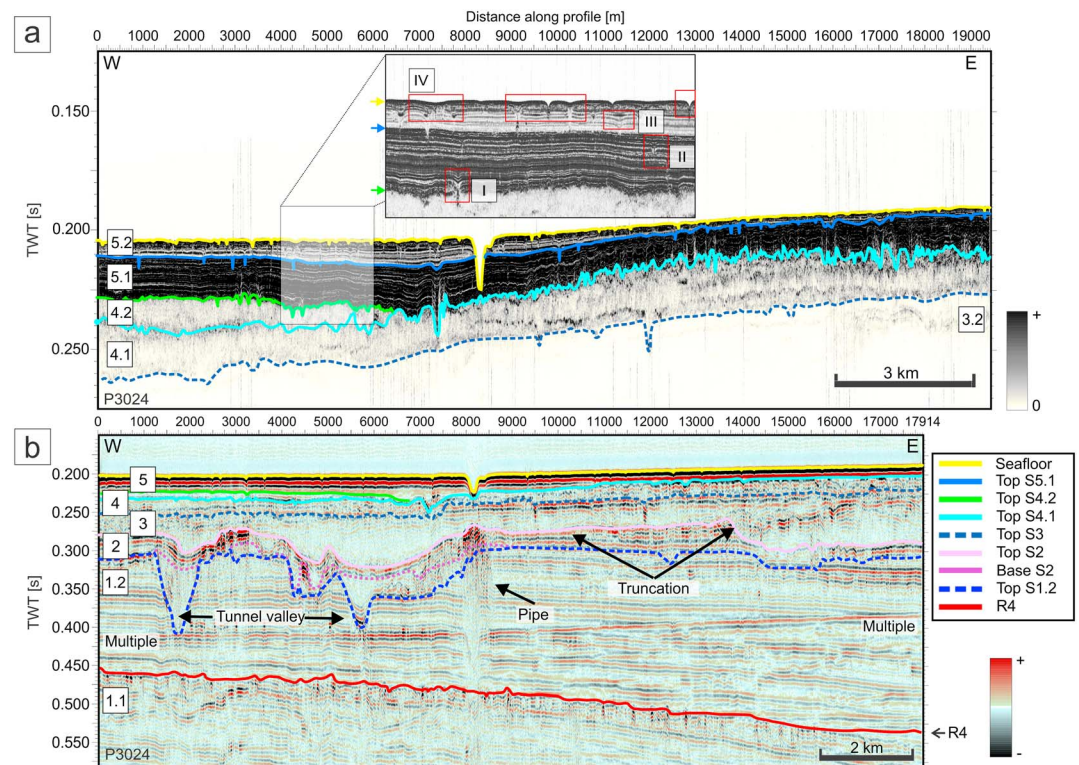 a
Distance along profile [m]
0 1000 2000 3000 4000 5000 6000 7000 8000 9000 10000 11000 12000 13000 14000 15000 16000 17000 18000 19000
W
E
IV
III
II
I
0.150
0.200
0.250
TWT [s]
5.2
5.1
4.2
4.1
3.2
+
0
3 km
P3024
b
0 1000 2000 3000 4000 5000 6000 7000 8000 9000 10000 11000 12000 13000 14000 15000 16000 17000 17914
W
E
0.200
0.250
0.300
0.350
0.400
0.450
0.500
0.550
TWT [s]
5
4
3
2
1.2
1.1
Truncation
Pipe
Tunnel valley
Multiple
Multiple
R4
P3024
2 km
Seafloor
Top S5.1
Top S4.2
Top S4.1
Top S3
Top S2
Base S2
Top S1.2
R4
+
-